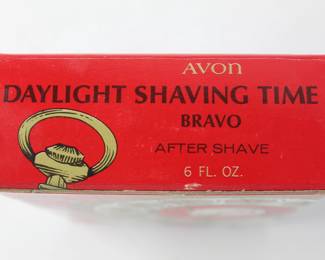 AVON
DAYLIGHT SHAVING TIME
BRAVO
AFTER SHAVE
6 FL. OZ.